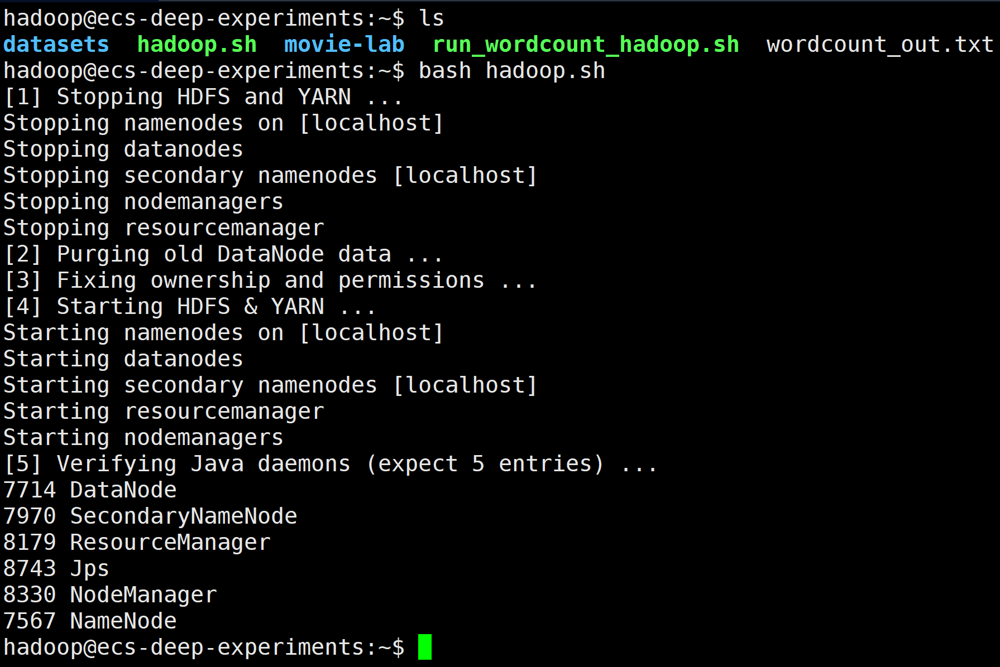 hadoop@ecs-deep-experiments:~$ ls
datasets  hadoop.sh  movie-lab  run_wordcount_hadoop.sh  wordcount_out.txt
hadoop@ecs-deep-experiments:~$ bash hadoop.sh
[1] Stopping HDFS and YARN ...
Stopping namenodes on [localhost]
Stopping datanodes
Stopping secondary namenodes [localhost]
Stopping nodemanagers
Stopping resourcemanager
[2] Purging old DataNode data ...
[3] Fixing ownership and permissions ...
[4] Starting HDFS & YARN ...
Starting namenodes on [localhost]
Starting datanodes
Starting secondary namenodes [localhost]
Starting resourcemanager
Starting nodemanagers
[5] Verifying Java daemons (expect 5 entries) ...
7714 DataNode
7970 SecondaryNameNode
8179 ResourceManager
8743 Jps
8330 NodeManager
7567 NameNode
hadoop@ecs-deep-experiments:~$